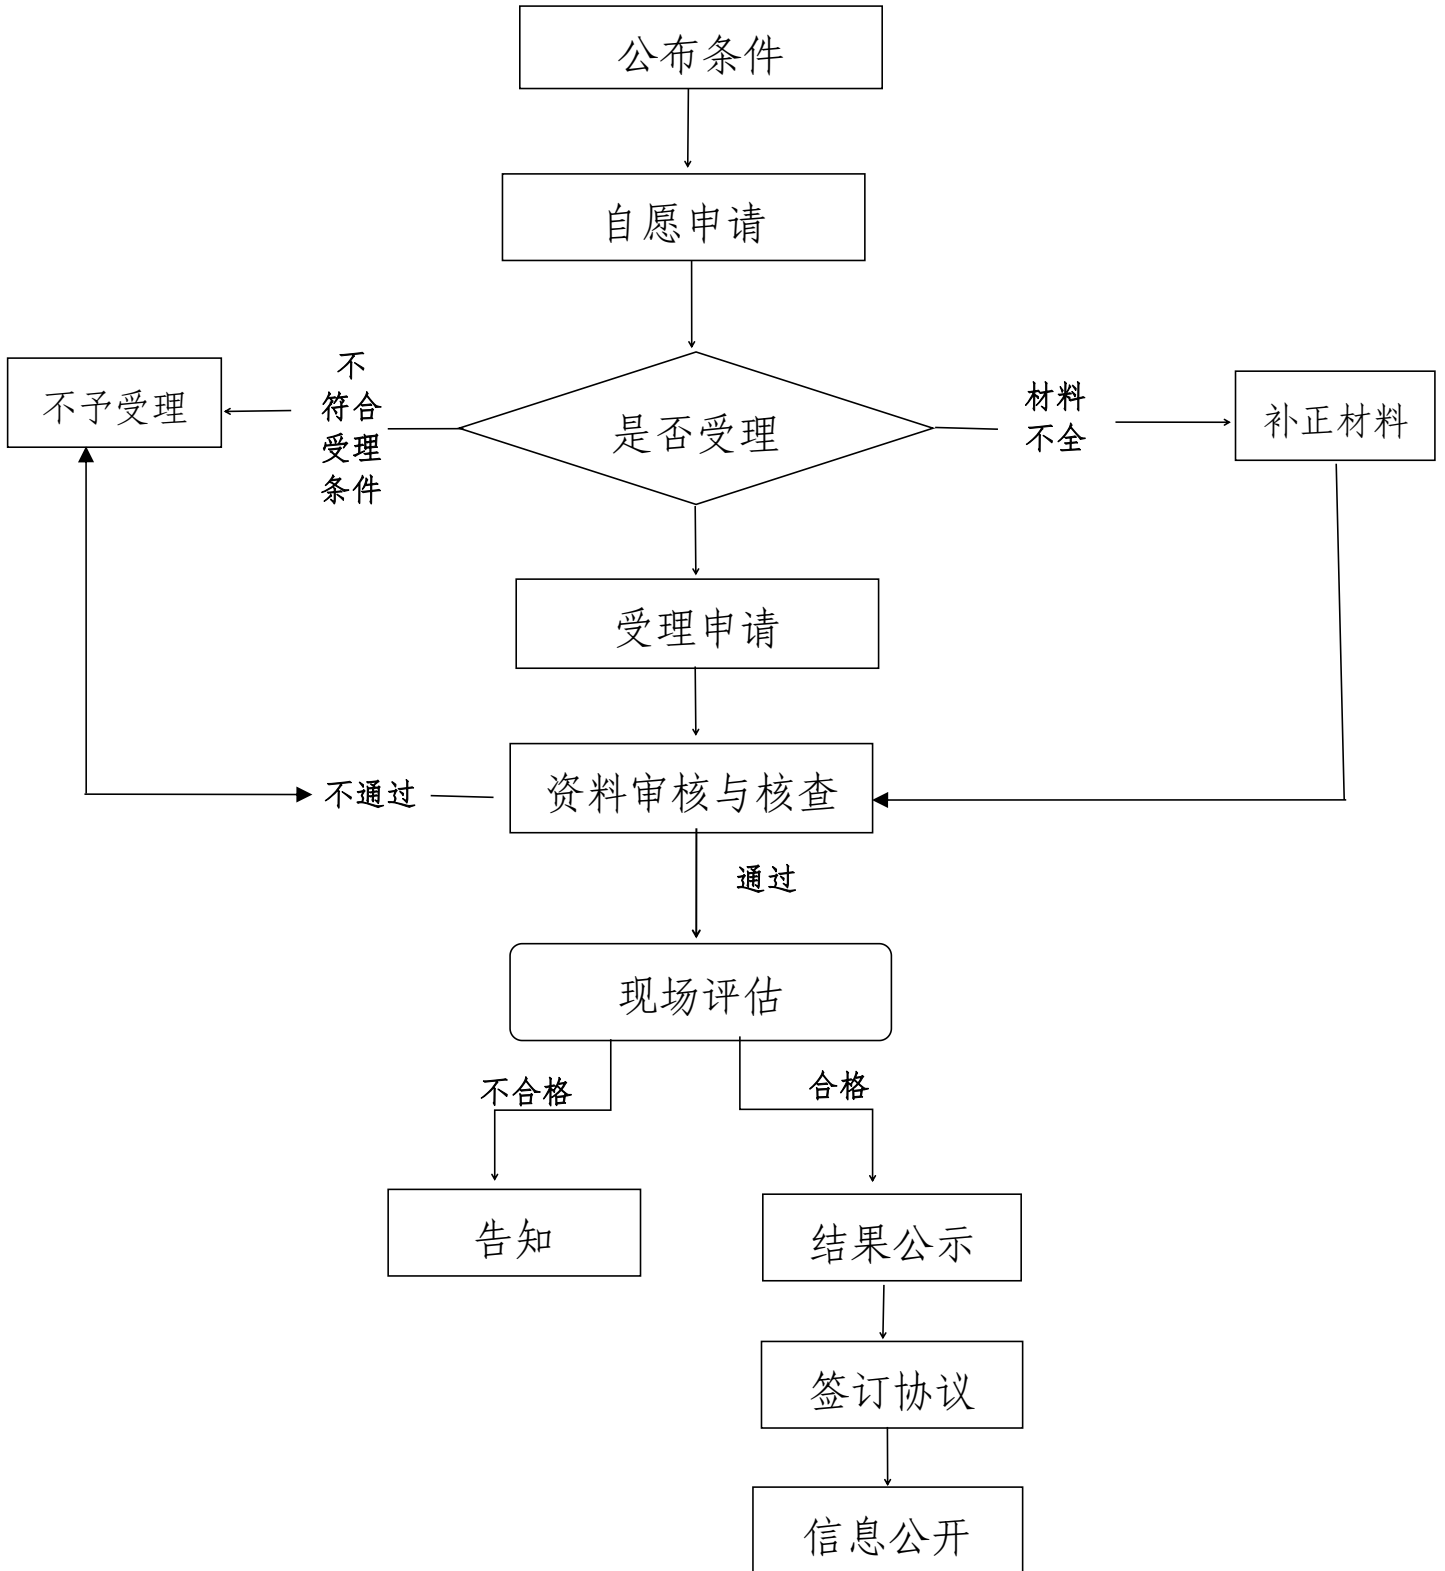 公布条件
自愿申请
不予受理
不
符合
受理
条件
是否受理
材料
不全
补正材料
受理申请
不通过
资料审核与核查
通过
现场评估
不合格
合格
告知
结果公示
签订协议
信息公开